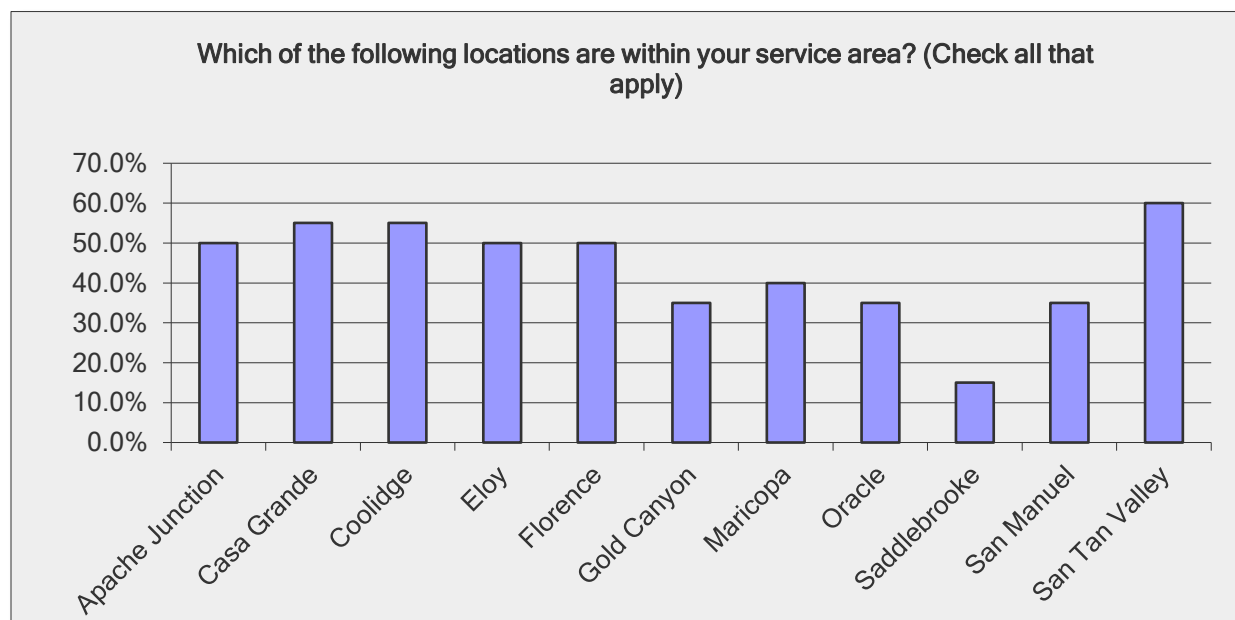 Which of the following locations are within your service area? (Check all that
apply)
70.0%
60.0%
50.0%
40.0%
30.0%
20.0%
10.0%
0.0%
Apache Junction
Casa Grande
Coolidge
Eloy
Florence
Gold Canyon
Maricopa
Oracle
Saddlebrooke
San Manuel
San Tan Valley